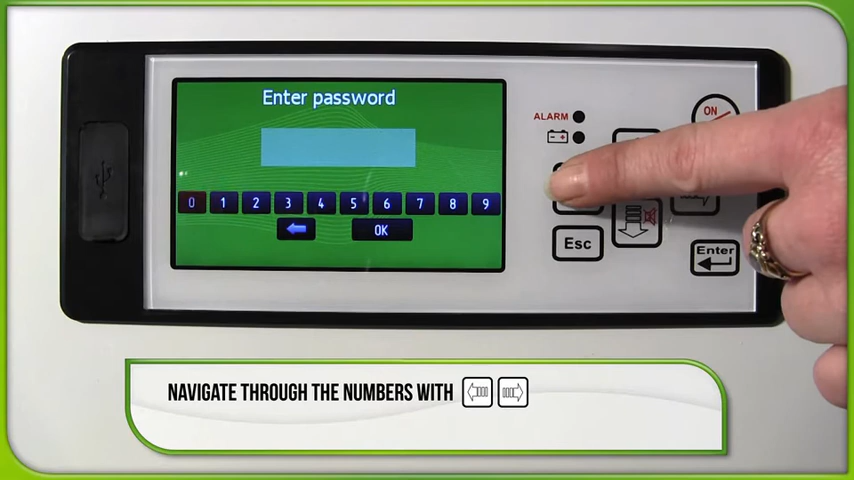 Enter password
0 1 2 3 4 5 6 7 8 9
OK
ALARM
ON
Esc
Enter
NAVIGATE THROUGH THE NUMBERS WITH